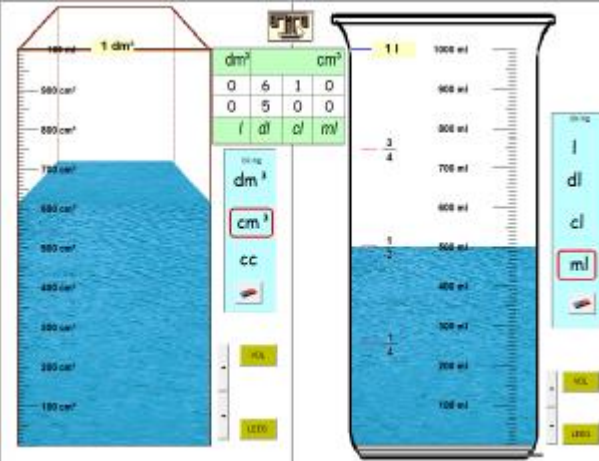 1 dm³
900 cm³
800 cm³
700 cm³
600 cm³
500 cm³
400 cm³
300 cm³
200 cm³
100 cm³
dm³ cm³
0 6 1 0
0 5 0 0
l dl cl ml
dm³
cm³
cc
VOL
LEEG
1 l
1000 ml
900 ml
800 ml
700 ml
600 ml
500 ml
400 ml
300 ml
200 ml
100 ml
3
4
1
2
1
4
l
dl
cl
ml
VOL
LEEG